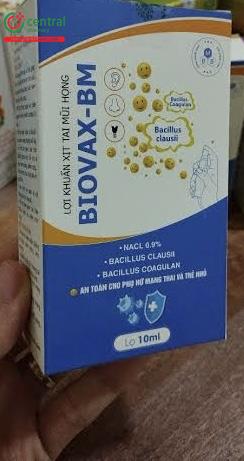 central
LỢI KHUẨN XỊT TAI MŨI HỌNG
BIOVAX-BM
Bacillus
Coagulan
Bacillus
clausii
• NACL 0.9%
• BACILLUS CLAUSII
• BACILLUS COAGULAN
AN TOÀN CHO PHỤ NỮ MANG THAI VÀ TRẺ NHỎ
Lọ 10ml